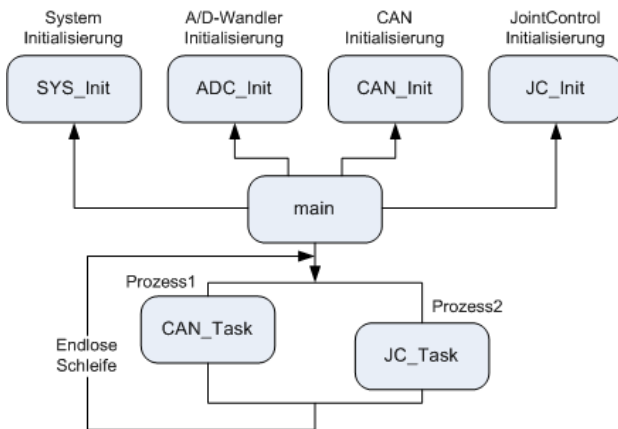 System
Initialisierung
A/D-Wandler
Initialisierung
CAN
Initialisierung
JointControl
Initialisierung
SYS_Init
ADC_Init
CAN_Init
JC_Init
main
Prozess1
CAN_Task
Prozess2
JC_Task
Endlose
Schleife